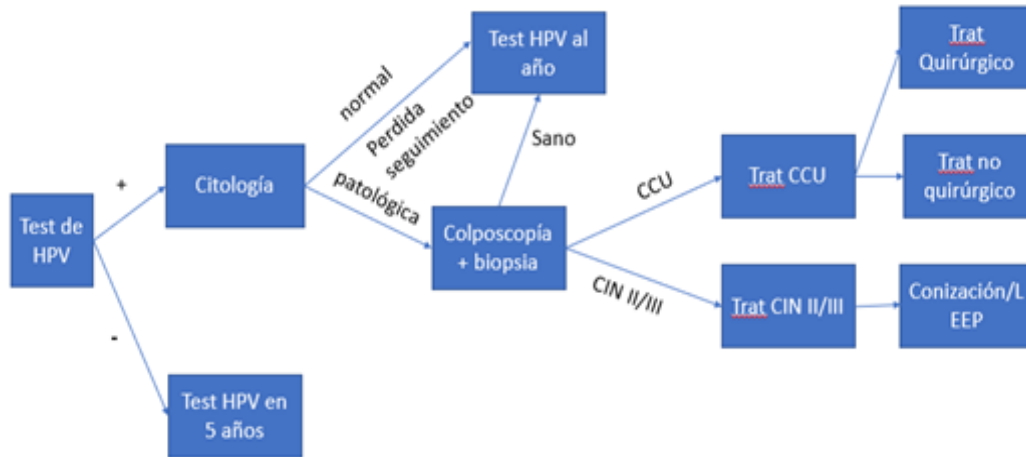 Test de
HPV
+
-
Citología
Test HPV en
5 años
normal
Perdida
seguimiento
patológica
Test HPV al
año
Sano
Colposcopía
+ biopsia
CCU
CIN II/III
Trat CCU
Trat CIN II/III
Trat
Quirúrgico
Trat no
quirúrgico
Conización/L
EEP